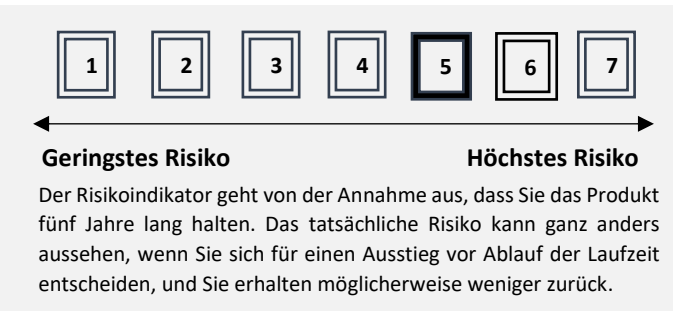 1 2 3 4 5 6 7
Geringstes Risiko Höchstes Risiko
Der Risikoindikator geht von der Annahme aus, dass Sie das Produkt
fünf Jahre lang halten. Das tatsächliche Risiko kann ganz anders
aussehen, wenn Sie sich für einen Ausstieg vor Ablauf der Laufzeit
entscheiden, und Sie erhalten möglicherweise weniger zurück.